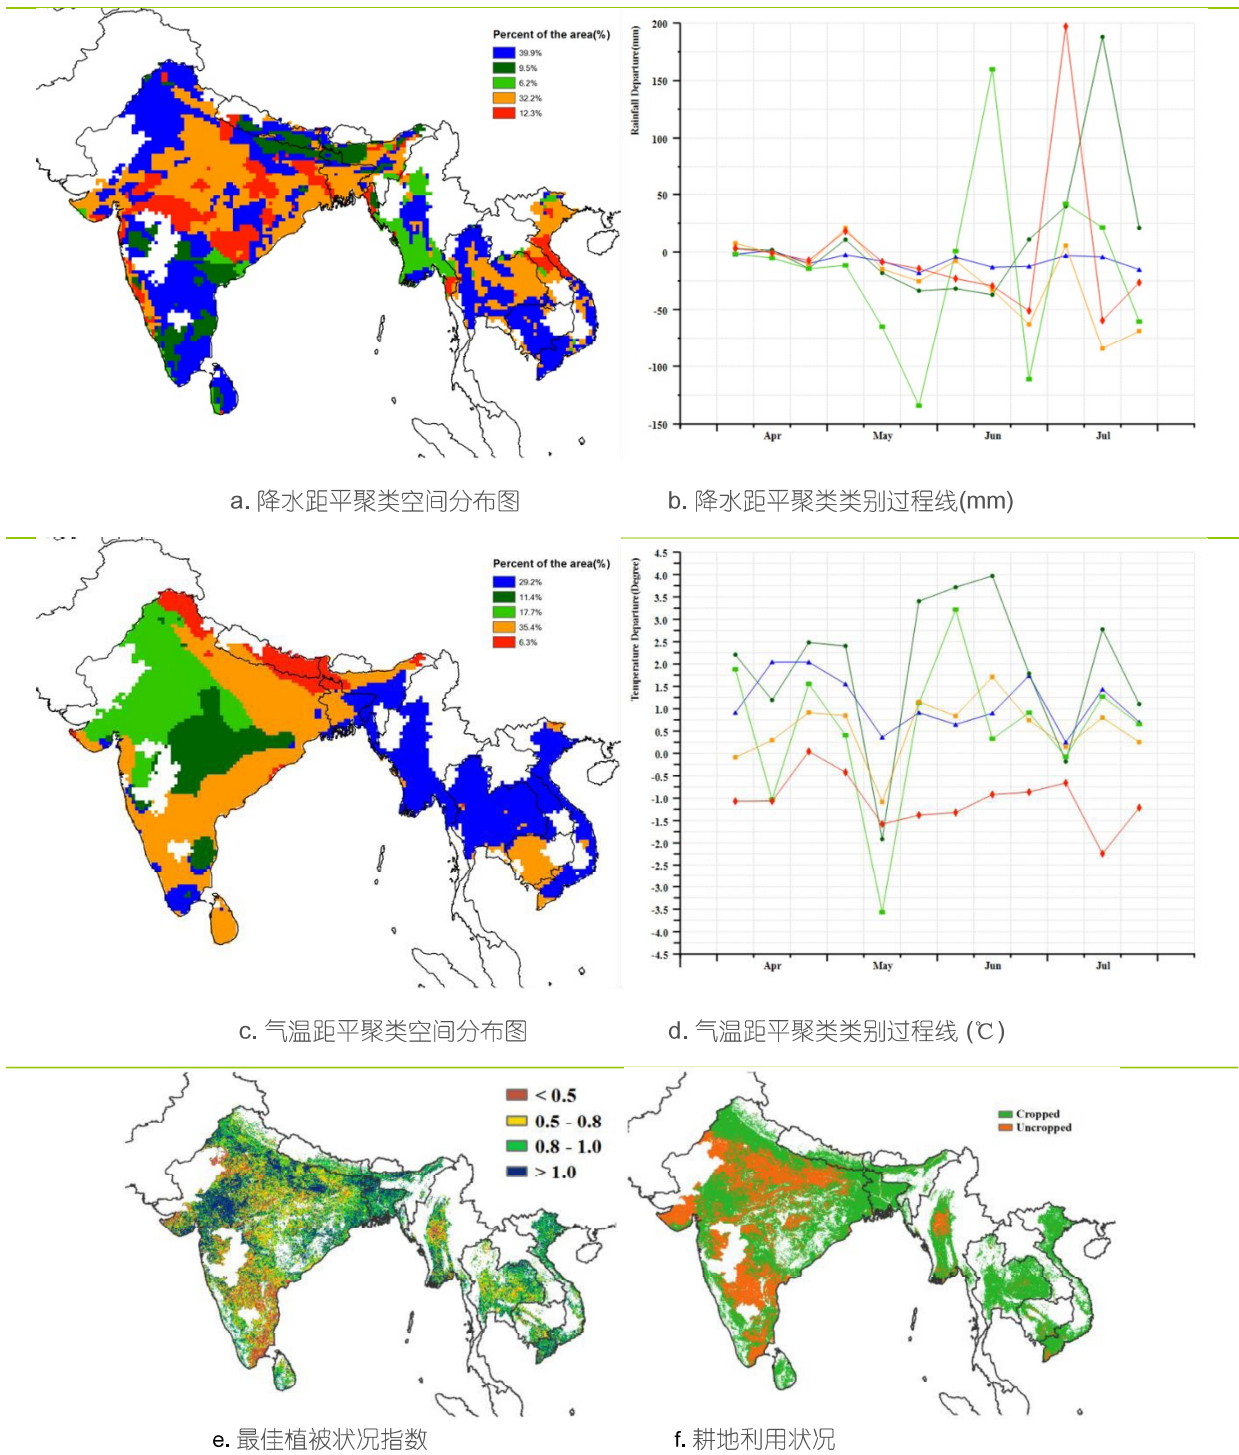 Percent of the area(%)
39.9%
9.5%
6.2%
32.2%
12.3%
Rainfall Departure(mm)
200
150
100
50
0
-50
-100
-150
Apr May Jun Jul
a. 降水距平聚类空间分布图
b. 降水距平聚类类别过程线(mm)
Percent of the area(%)
29.2%
11.4%
17.7%
35.4%
6.3%
Temperature Departure(Degree)
4.5
4.0
3.5
3.0
2.5
2.0
1.5
1.0
0.5
0.0
-0.5
-1.0
-1.5
-2.0
-2.5
-3.0
-3.5
-4.0
-4.5
Apr May Jun Jul
c. 气温距平聚类空间分布图
d. 气温距平聚类类别过程线 (℃)
< 0.5
0.5 - 0.8
0.8 - 1.0
> 1.0
Cropped
Uncropped
e. 最佳植被状况指数
f. 耕地利用状况